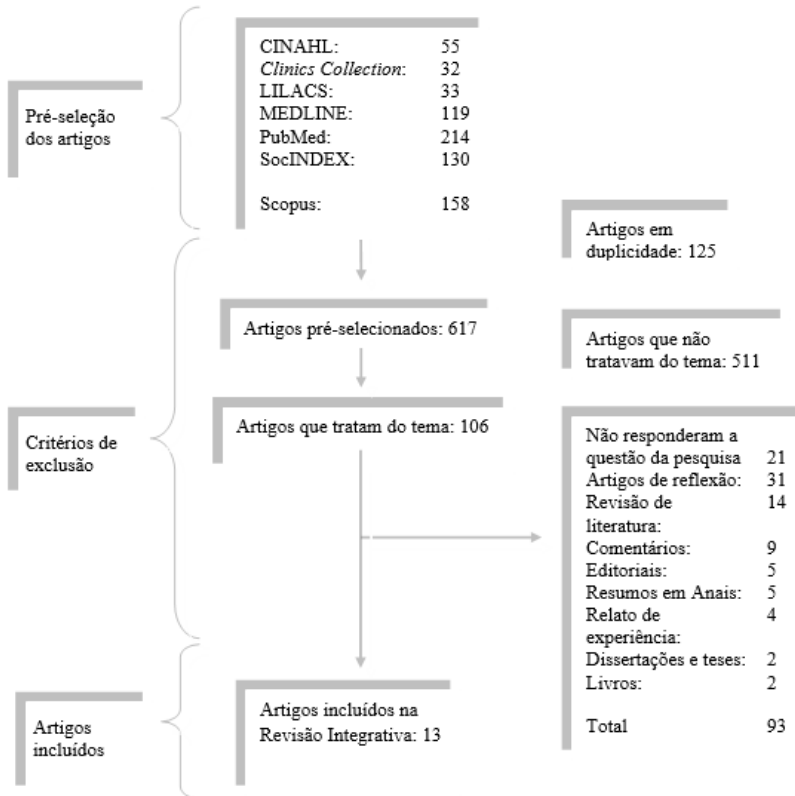 Pré-seleção
dos artigos
CINAHL: 55
Clinics Collection: 32
LILACS: 33
MEDLINE: 119
PubMed: 214
SocINDEX: 130
Scopus: 158
Artigos em
duplicidade: 125
Artigos pré-selecionados: 617
Artigos que não
tratavam do tema: 511
Critérios de
exclusão
Artigos que tratam do tema: 106
Não responderam a
questão da pesquisa 21
Artigos de reflexão: 31
Revisão de 14
literatura:
Comentários: 9
Editoriais: 5
Resumos em Anais: 5
Relato de 4
experiência:
Dissertações e teses: 2
Livros: 2
Total 93
Artigos
incluídos
Artigos incluídos na
Revisão Integrativa: 13